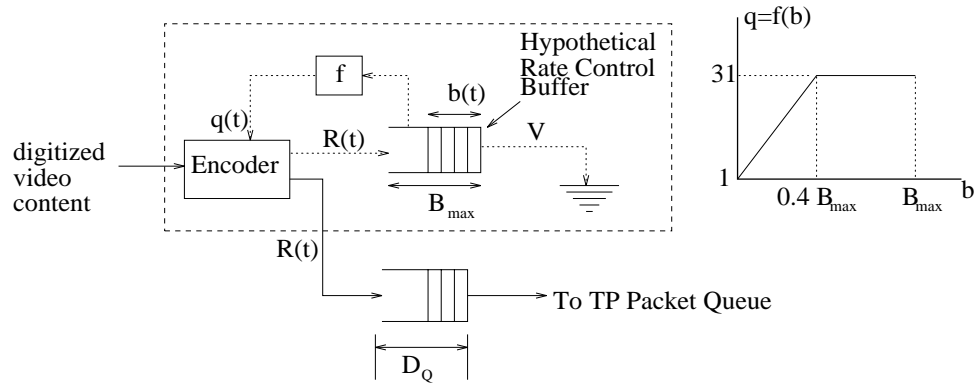 Hypothetical
Rate Control
Buffer
f
b(t)
q(t)
R(t)
V
digitized
video
content
Encoder
B max
R(t)
To TP Packet Queue
D Q
q=f(b)
31
1
0.4 B max
B max
b